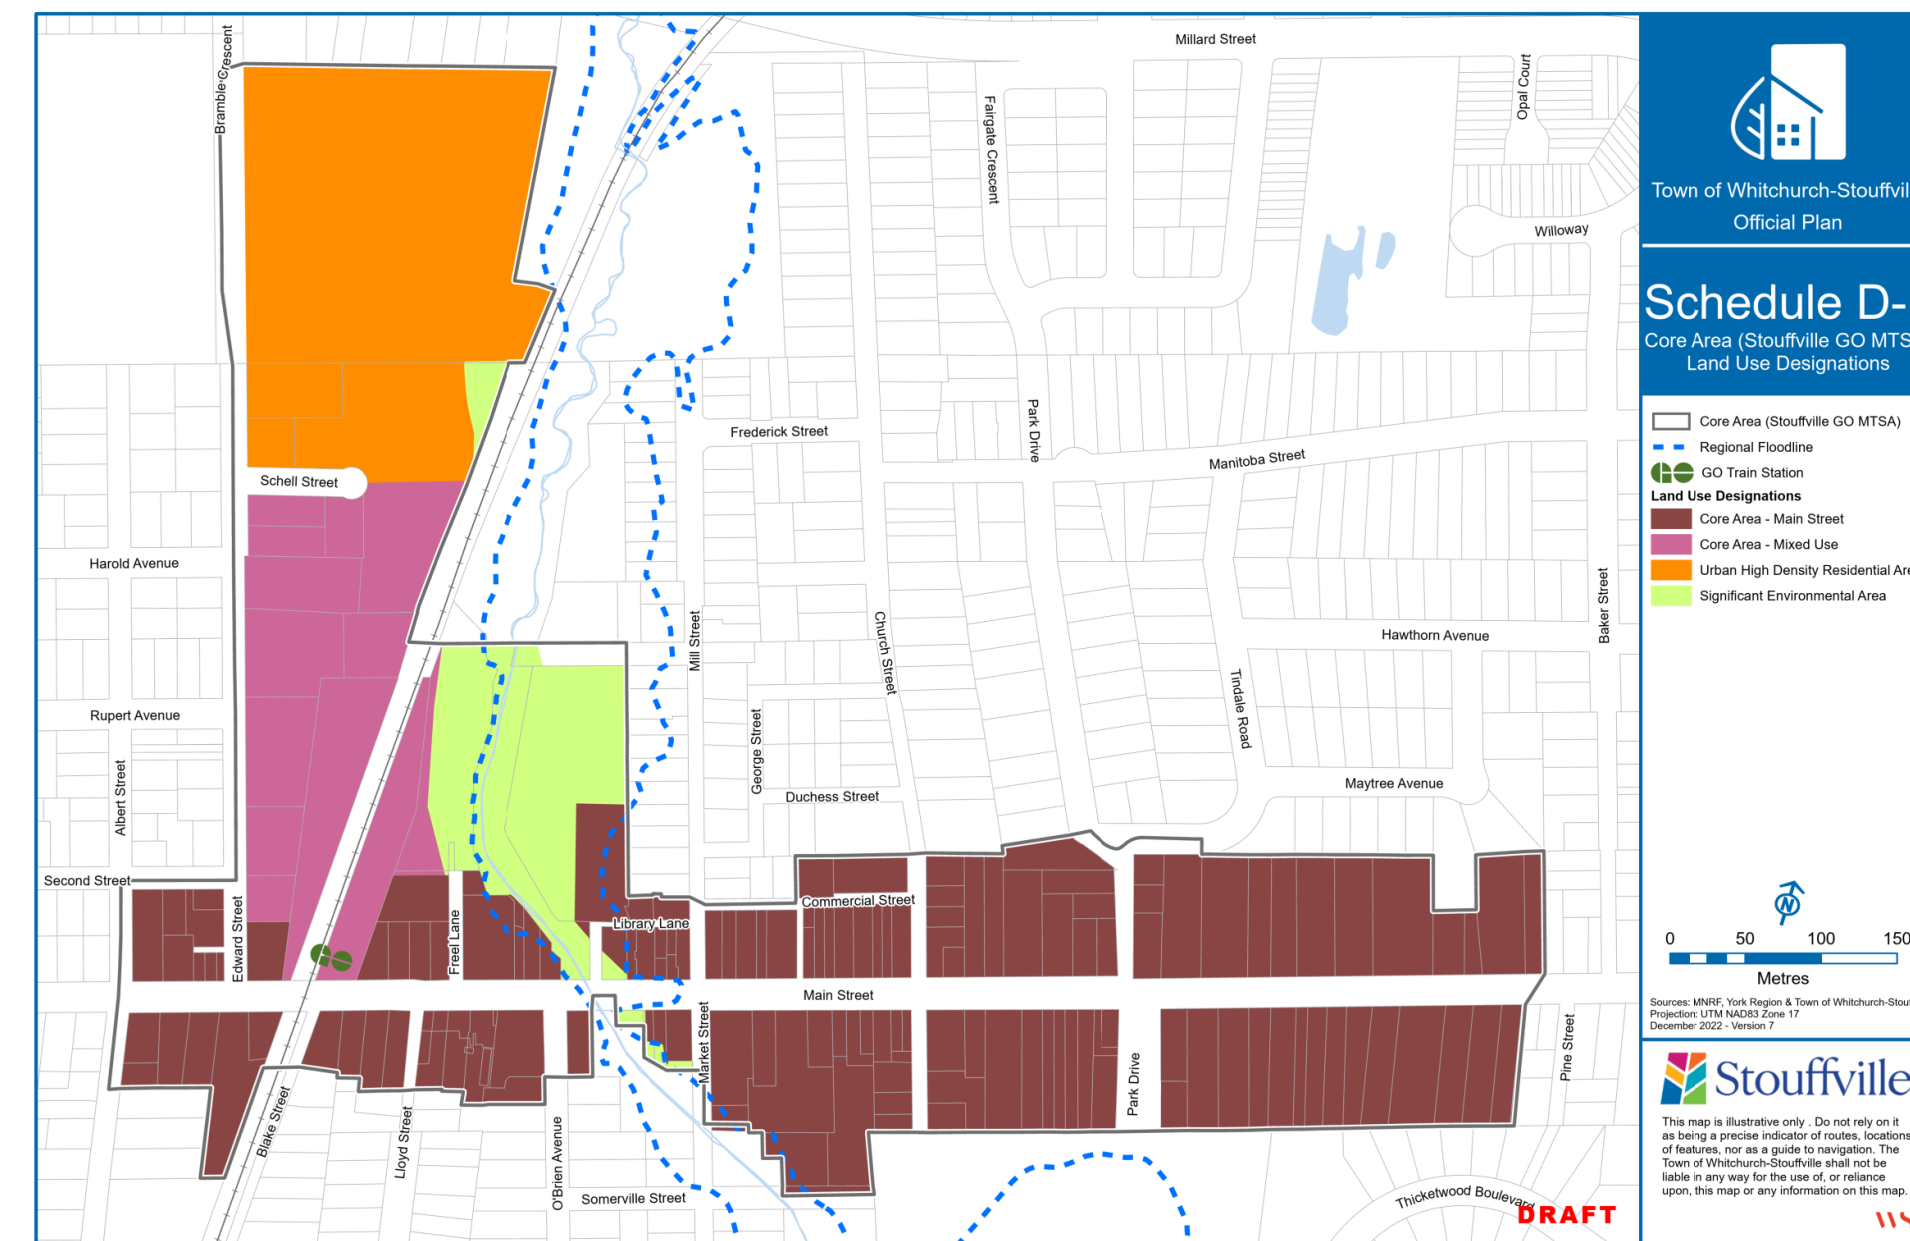 Millard Street
Bramble Crescent
Fairgate Crescent
Opal Court
Willoway
Park Drive
Frederick Street
Manitoba Street
Schell Street
Harold Avenue
Baker Street
Mill Street
Church Street
Hawthorn Avenue
Tindale Road
Rupert Avenue
George Street
Albert Street
Duchess Street
Maytree Avenue
Second Street
Commercial Street
Edward Street
Freel Lane
Library Lane
Main Street
Market Street
Park Drive
Pine Street
Blake Street
Lloyd Street
O'Brien Avenue
Somerville Street
Thicketwood Boulevard
DRAFT
Town of Whitchurch-Stouffvil
Official Plan
Schedule D-
Core Area (Stouffville GO MTS
Land Use Designations
Core Area (Stouffville GO MTSA)
Regional Floodline
GO Train Station
Land Use Designations
Core Area - Main Street
Core Area - Mixed Use
Urban High Density Residential Are
Significant Environmental Area
N
0 50 100 150
Metres
Sources: MNRF, York Region & Town of Whitchurch-Stouf
Projection: UTM NAD83 Zone 17
December 2022 - Version 7
Stouffville
This map is illustrative only . Do not rely on it
as being a precise indicator of routes, locations
of features, nor as a guide to navigation. The
Town of Whitchurch-Stouffville shall not be
liable in any way for the use of, or reliance
upon, this map or any information on this map.